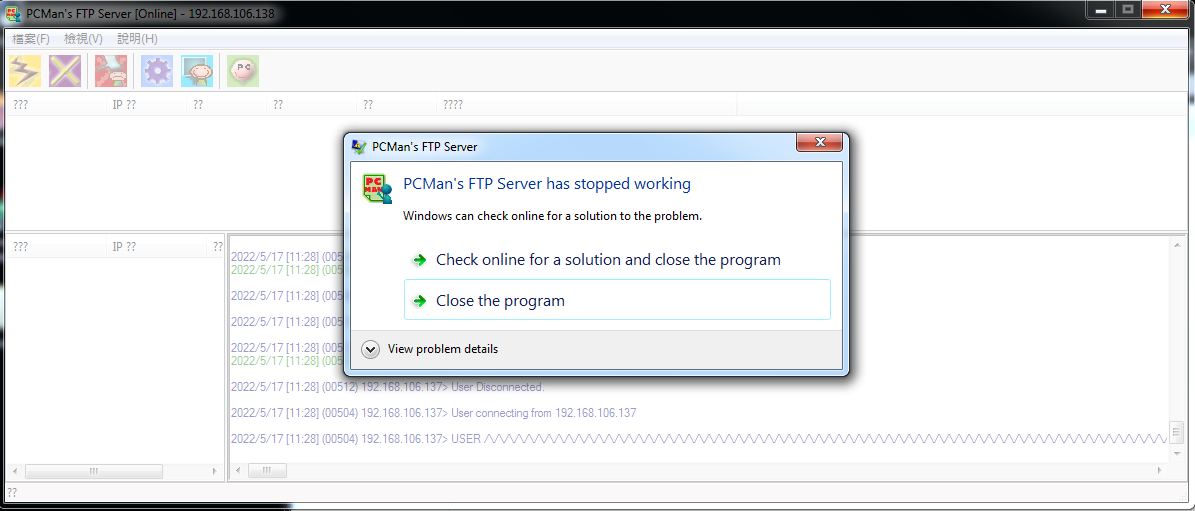 PCMan's FTP Server [Online] - 192.168.106.138
檔案(F) 檢視(V) 說明(H)
??? IP ?? ?? ?? ?? ????
PCMan's FTP Server
PCMan's FTP Server has stopped working
Windows can check online for a solution to the problem.
Check online for a solution and close the program
Close the program
View problem details
??? IP ?? ??
2022/5/17 [11:28] (005
2022/5/17 [11:28] (005
2022/5/17 [11:28] (005
2022/5/17 [11:28] (005
2022/5/17 [11:28] (005
2022/5/17 [11:28] (005
2022/5/17 [11:28] (00512) 192.168.106.137> User Disconnected.
2022/5/17 [11:28] (00504) 192.168.106.137> User connecting from 192.168.106.137
2022/5/17 [11:28] (00504) 192.168.106.137> USER
??